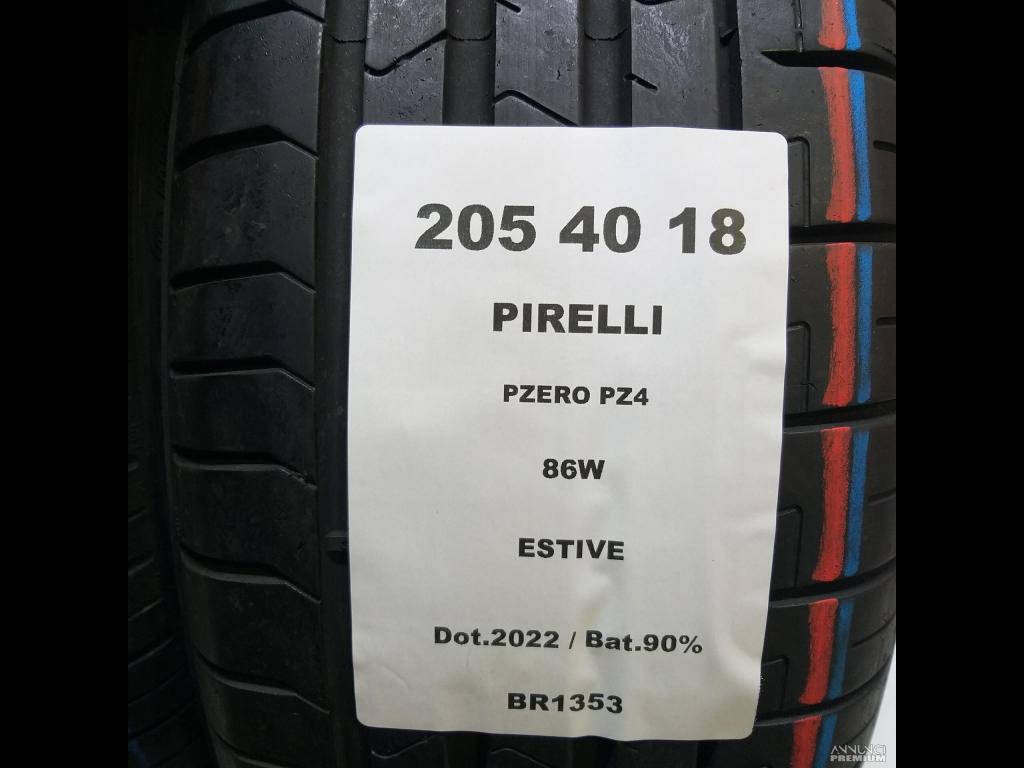 205 40 18
PIRELLI
PZERO PZ4
86W
ESTIVE
Dot.2022 / Bat.90%
BR1353
ANNUNCI
PREMIUM